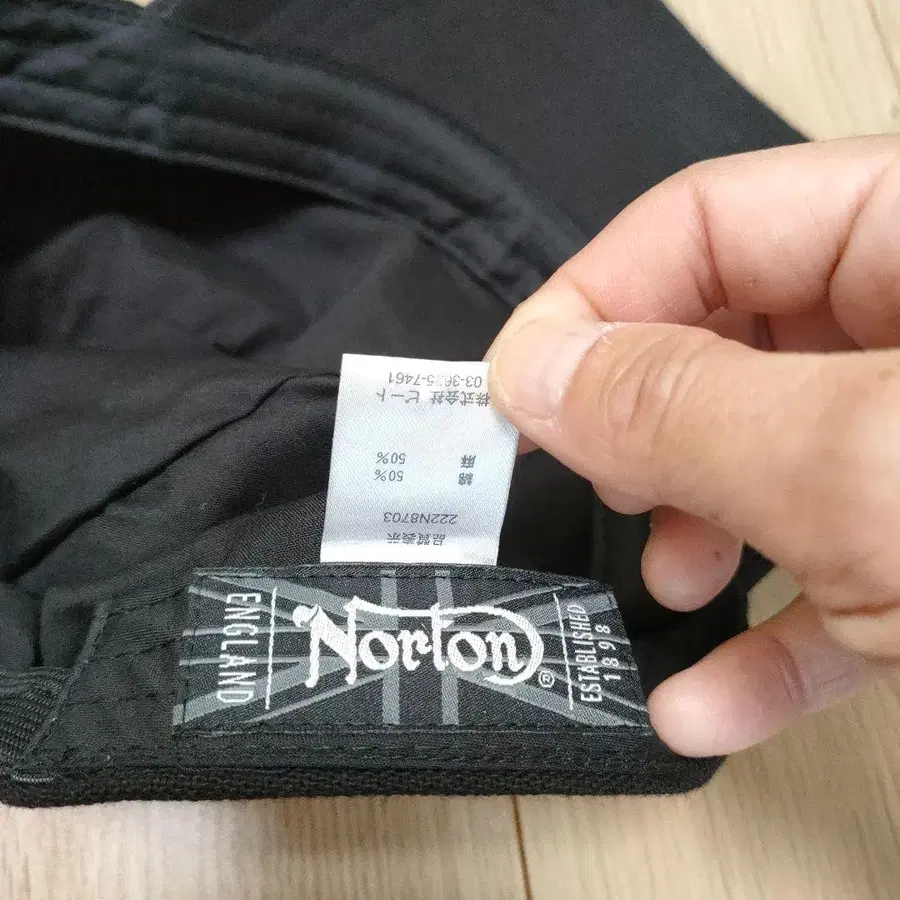 品質表示
222N8703
綿 50%
麻 50%
株式会社 ビート
03-3625-7461
ENGLAND
Norton®
ESTABLISHED
1898